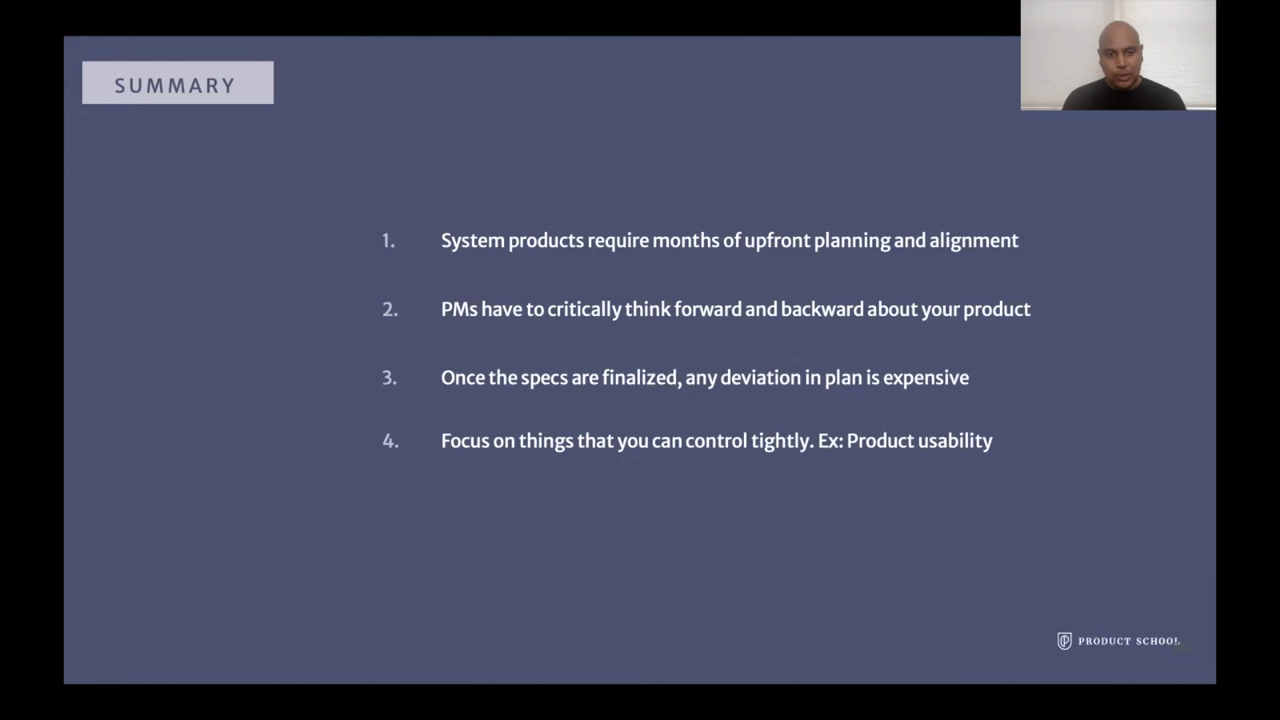 SUMMARY
1. System products require months of upfront planning and alignment
2. PMs have to critically think forward and backward about your product
3. Once the specs are finalized, any deviation in plan is expensive
4. Focus on things that you can control tightly. Ex: Product usability
PRODUCT SCHOOL